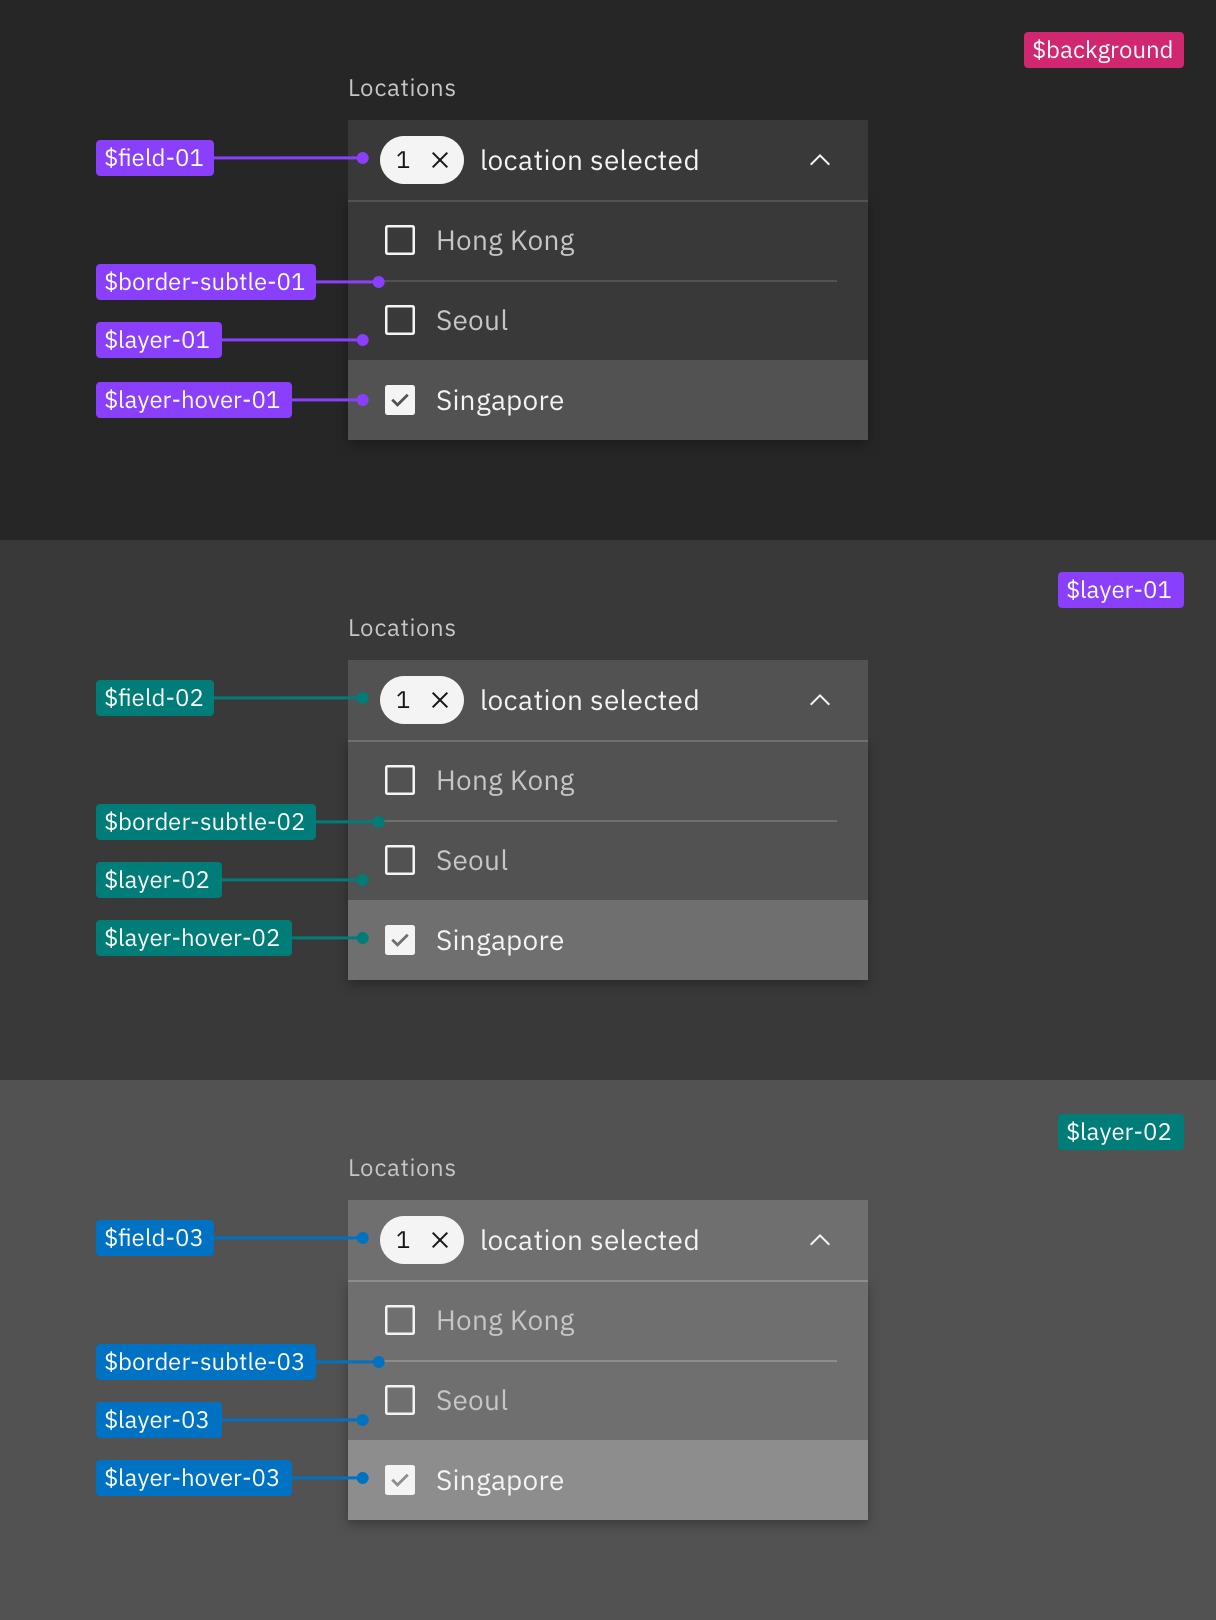 $background
Locations
$field-01
1 location selected
Hong Kong
$border-subtle-01
Seoul
$layer-01
$layer-hover-01
Singapore
$layer-01
Locations
$field-02
1 location selected
Hong Kong
$border-subtle-02
Seoul
$layer-02
$layer-hover-02
Singapore
$layer-02
Locations
$field-03
1 location selected
Hong Kong
$border-subtle-03
Seoul
$layer-03
$layer-hover-03
Singapore